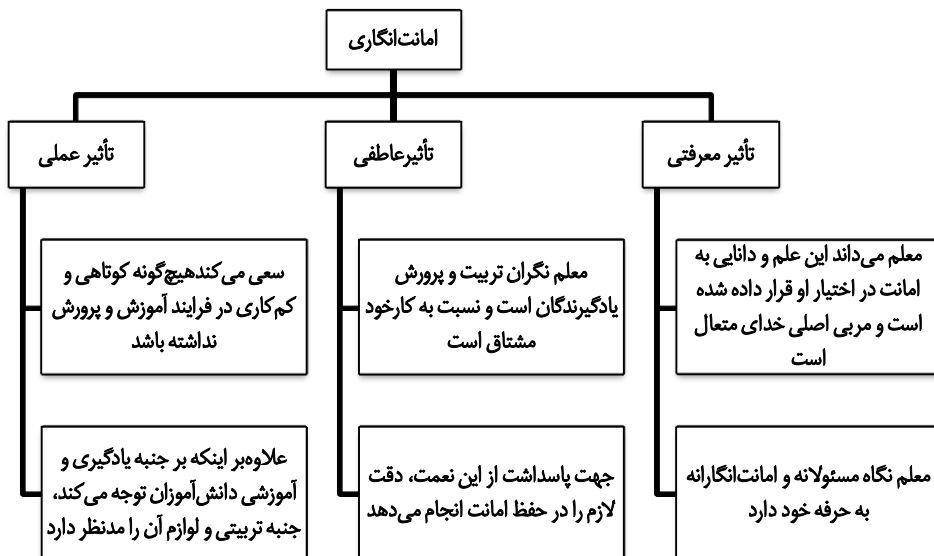 امانت‌انگاری
تأثیر معرفتی
تأثیرعاطفی
تأثیر عملی
معلم می‌داند این علم و دانایی به
امانت در اختیار او قرار داده شده
است و مربی اصلی خدای متعال
است
معلم نگاه مسئولانه و امانت‌انگارانه
به حرفه خود دارد
معلم نگران تربیت و پرورش
یادگیرندگان است و نسبت به کارخود
مشتاق است
جهت پاسداشت از این نعمت، دقت
لازم را در حفظ امانت انجام می‌دهد
سعی می‌کندهیچ‌گونه کوتاهی و
کم‌کاری در فرایند آموزش و پرورش
نداشته باشد
علاوه‌بر اینکه بر جنبه یادگیری و
آموزشی دانش‌آموزان توجه می‌کند،
جنبه تربیتی و لوازم آن را مدنظر دارد